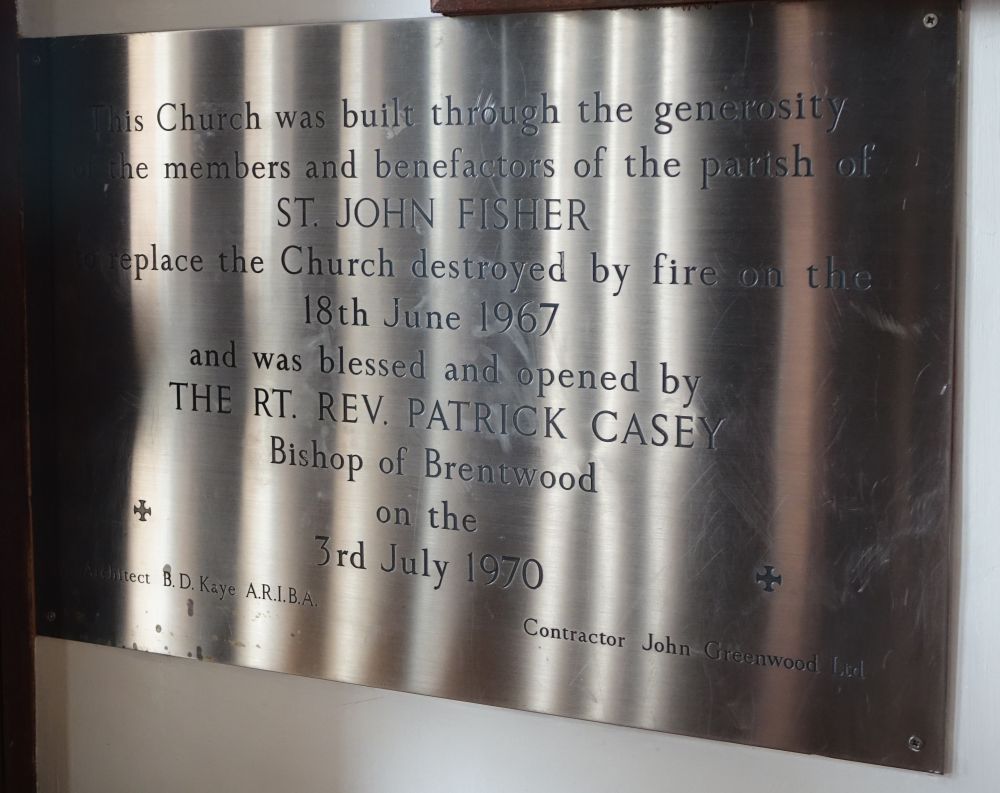 This Church was built through the generosity
of the members and benefactors of the parish of
ST. JOHN FISHER
to replace the Church destroyed by fire on the
18th June 1967
and was blessed and opened by
THE RT. REV. PATRICK CASEY
Bishop of Brentwood
on the
3rd July 1970
Architect B.D. Kaye A.R.I.B.A.
Contractor John Greenwood Ltd